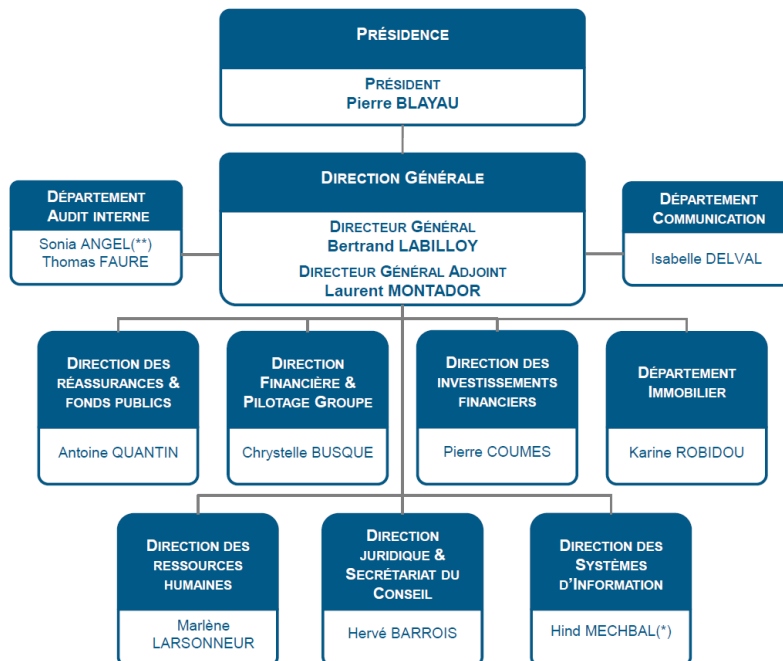 PRÉSIDENCE
PRÉSIDENT
Pierre BLAYAU
DIRECTION GÉNÉRALE
DIRECTEUR GÉNÉRAL
Bertrand LABILLOY
DIRECTEUR GÉNÉRAL ADJOINT
Laurent MONTADOR
DÉPARTEMENT
AUDIT INTERNE
Sonia ANGEL(**)
Thomas FAURE
DÉPARTEMENT
COMMUNICATION
Isabelle DELVAL
DIRECTION DES
RÉASSURANCES &
FONDS PUBLICS
Antoine QUANTIN
DIRECTION
FINANCIÈRE &
PILOTAGE GROUPE
Chrystelle BUSQUE
DIRECTION DES
INVESTISSEMENTS
FINANCIERS
Pierre COUMES
DÉPARTEMENT
IMMOBILIER
Karine ROBIDOU
DIRECTION DES
RESSOURCES
HUMAINES
Marlène
LARSONNEUR
DIRECTION
JURIDIQUE &
SECRÉTARIAT DU
CONSEIL
Hervé BARROIS
DIRECTION DES
SYSTÈMES
D'INFORMATION
Hind MECHBAL(*)